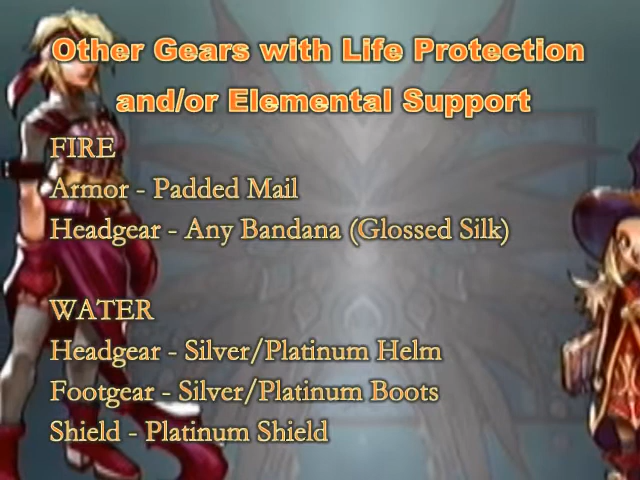 Other Gears with Life Protection
and/or Elemental Support
FIRE
Armor - Padded Mail
Headgear - Any Bandana (Glossed Silk)
WATER
Headgear - Silver/Platinum Helm
Footgear - Silver/Platinum Boots
Shield - Platinum Shield